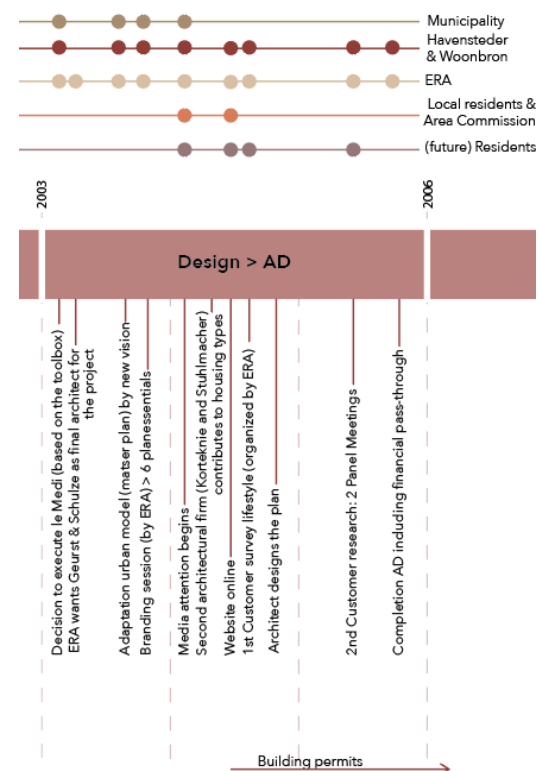 Municipality
Havensteder
& Woonbron
ERA
Local residents &
Area Commission
(future) Residents
2003
2006
Design > AD
Decision to execute le Medi (based on the toolbox)
ERA wants Geurst & Schulze as final architect for
the project
Adaptation urban model (matser plan) by new vision
Branding session (by ERA) > 6 planessentials
Media attention begins
Second architectural firm (Korteknie and Stuhlmacher)
contributes to housing types
Website online
1st Customer survey lifestyle (organized by ERA)
Architect designs the plan
2nd Customer research: 2 Panel Meetings
Completion AD including financial pass-through
Building permits